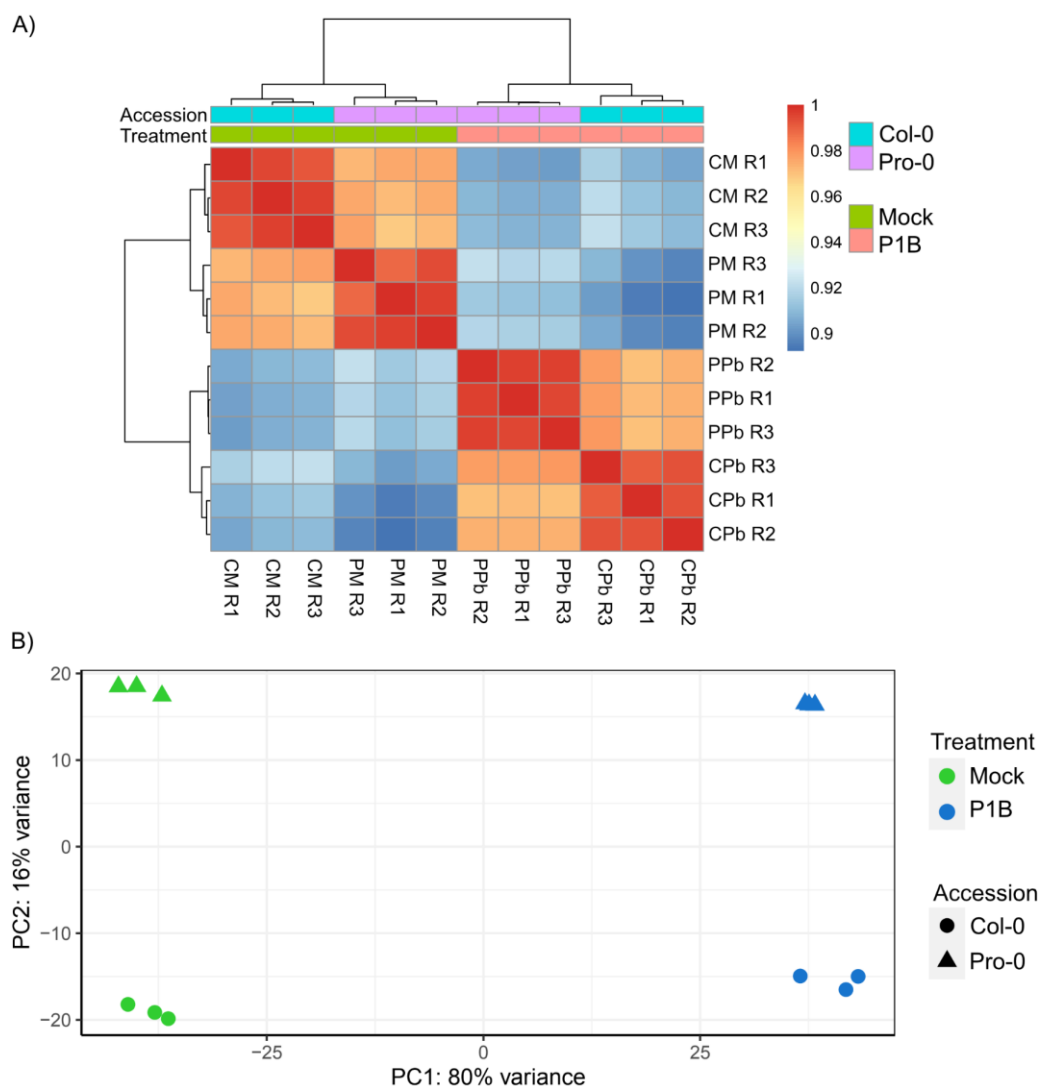 A)
Accession
Treatment
1
0.98
0.96
0.94
0.92
0.9
Col-0
Pro-0
Mock
P1B
CM R1
CM R2
CM R3
PM R3
PM R1
PM R2
PPb R2
PPb R1
PPb R3
CPb R3
CPb R1
CPb R2
CM R1
CM R2
CM R3
PM R3
PM R1
PM R2
PPb R2
PPb R1
PPb R3
CPb R3
CPb R1
CPb R2
B)
20
10
0
−10
−20
PC2: 16% variance
−25
0
25
PC1: 80% variance
Treatment
Mock
P1B
Accession
Col-0
Pro-0